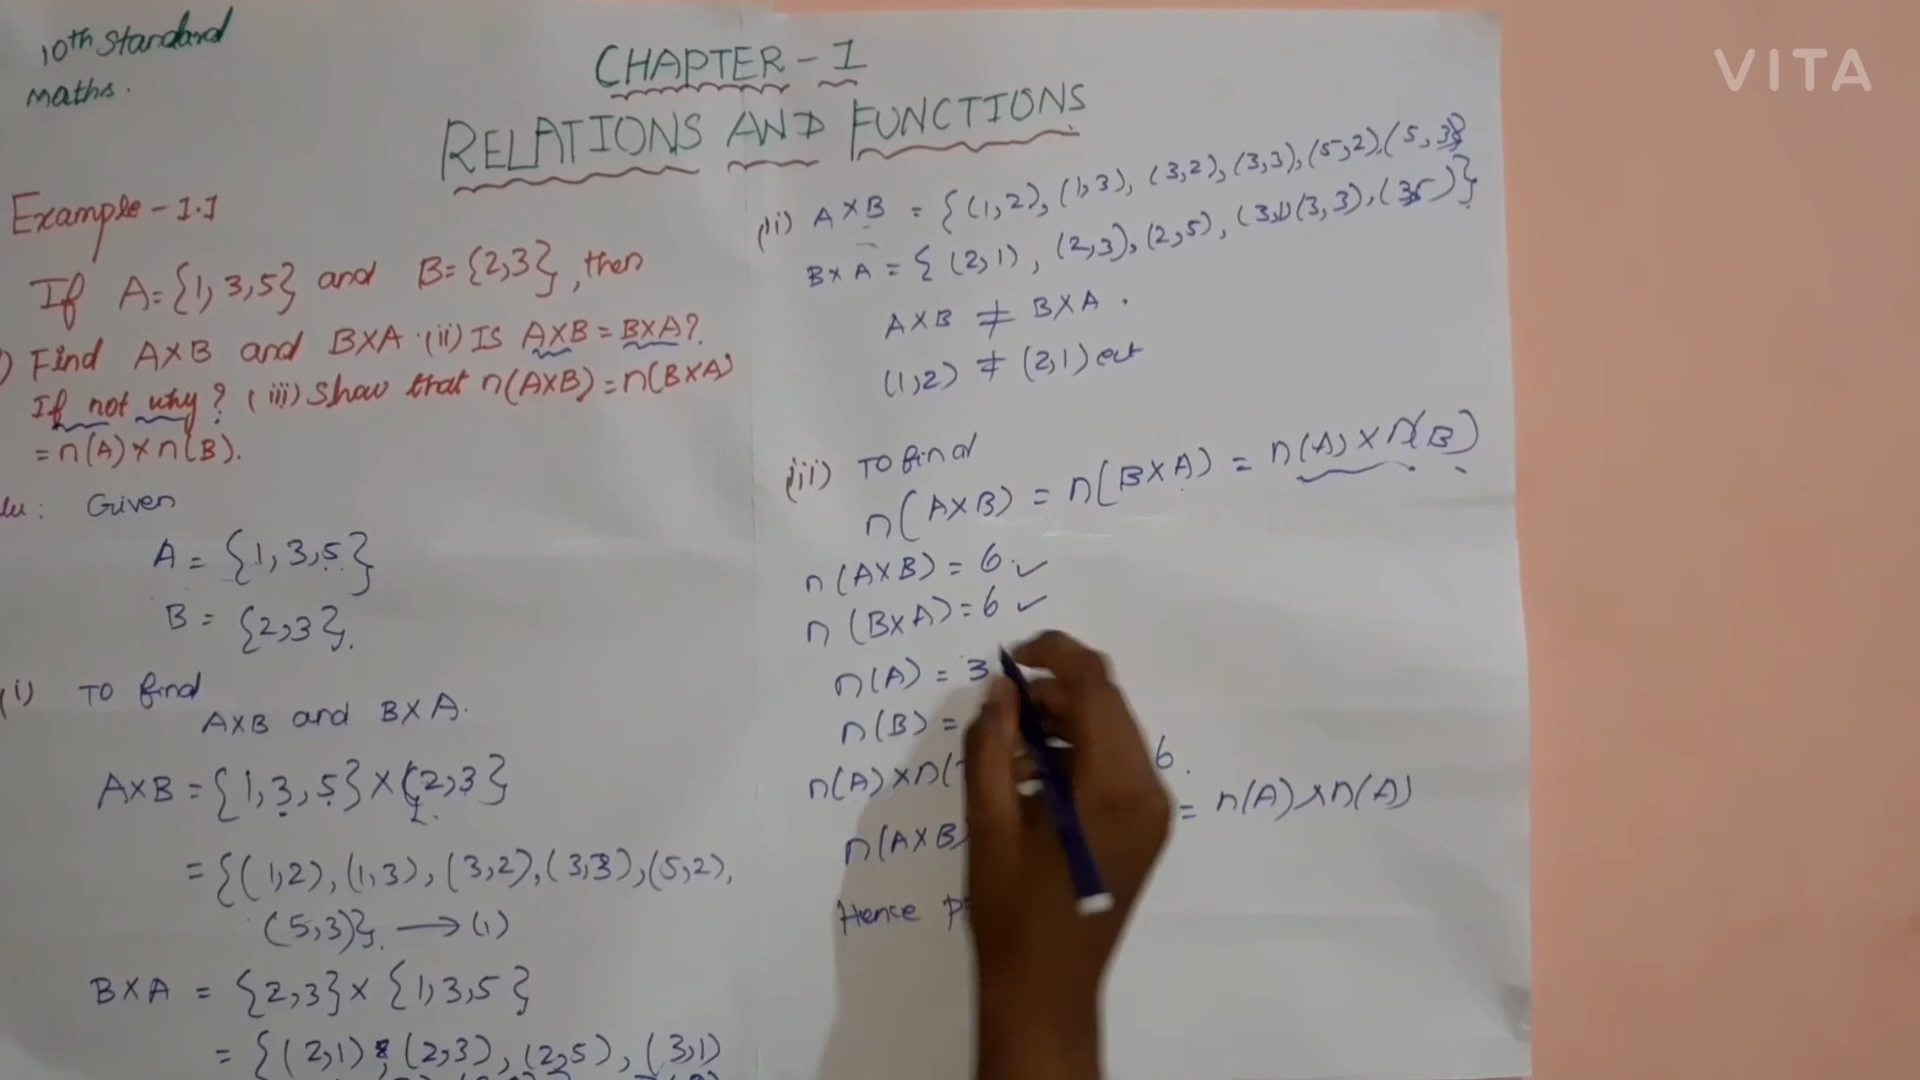 10th Standard
Maths.
CHAPTER - I
RELATIONS AND FUNCTIONS
VITA
Example - 1.1
If A = {1, 3, 5} and B = {2,3}, then
) Find A×B and B×A. (ii) Is A×B = B×A?
If not why? (iii) Show that n(A×B) = n(B×A)
= n(A) × n(B).
lu: Given
A = {1, 3, 5}
B = {2,3}.
(i) To find
A×B and B×A.
A×B = {1, 3, 5} × {2,3}
= {(1,2), (1,3), (3,2), (3,3), (5,2),
(5,3)}. → (1)
B×A = {2,3} × {1,3,5}
= {(2,1), (2,3), (2,5), (3,1)
(ii) A×B = {(1,2), (1,3), (3,2), (3,3), (5,2), (5,3)}
B×A = { (2,1), (2,3), (2,5), (3,1) (3,3), (3,5)}.
A×B ≠ B×A.
(1,2) ≠ (2,1) ect
(iii) To find
n(A×B) = n(B×A) = n(A) × n(B)
n(A×B) = 6. ✓
n(B×A) = 6 ✓
n(A) = 3
n(B) =
n(A) × n( 6.
n(A×B) = n(A) × n(A)
Hence